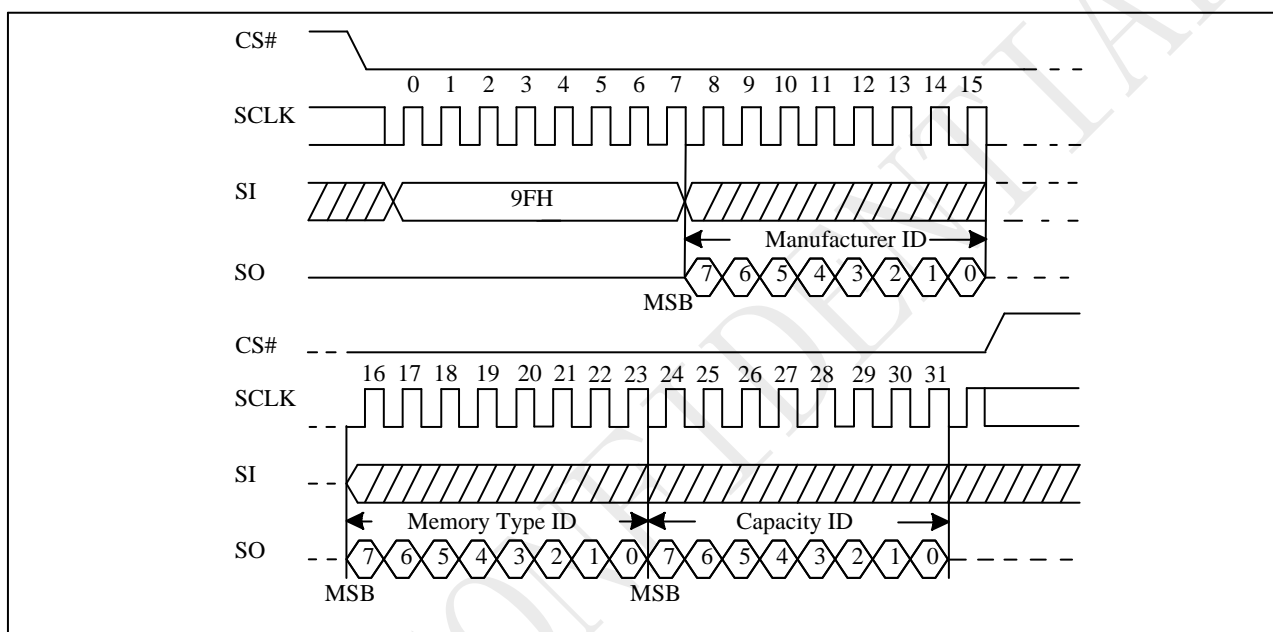 CS#
0 1 2 3 4 5 6 7 8 9 10 11 12 13 14 15
SCLK
SI
9FH
Manufacturer ID
SO
7 6 5 4 3 2 1 0
MSB
CS#
16 17 18 19 20 21 22 23 24 25 26 27 28 29 30 31
SCLK
SI
Memory Type ID Capacity ID
SO
7 6 5 4 3 2 1 0 7 6 5 4 3 2 1 0
MSB MSB
CONFIDENTIAL